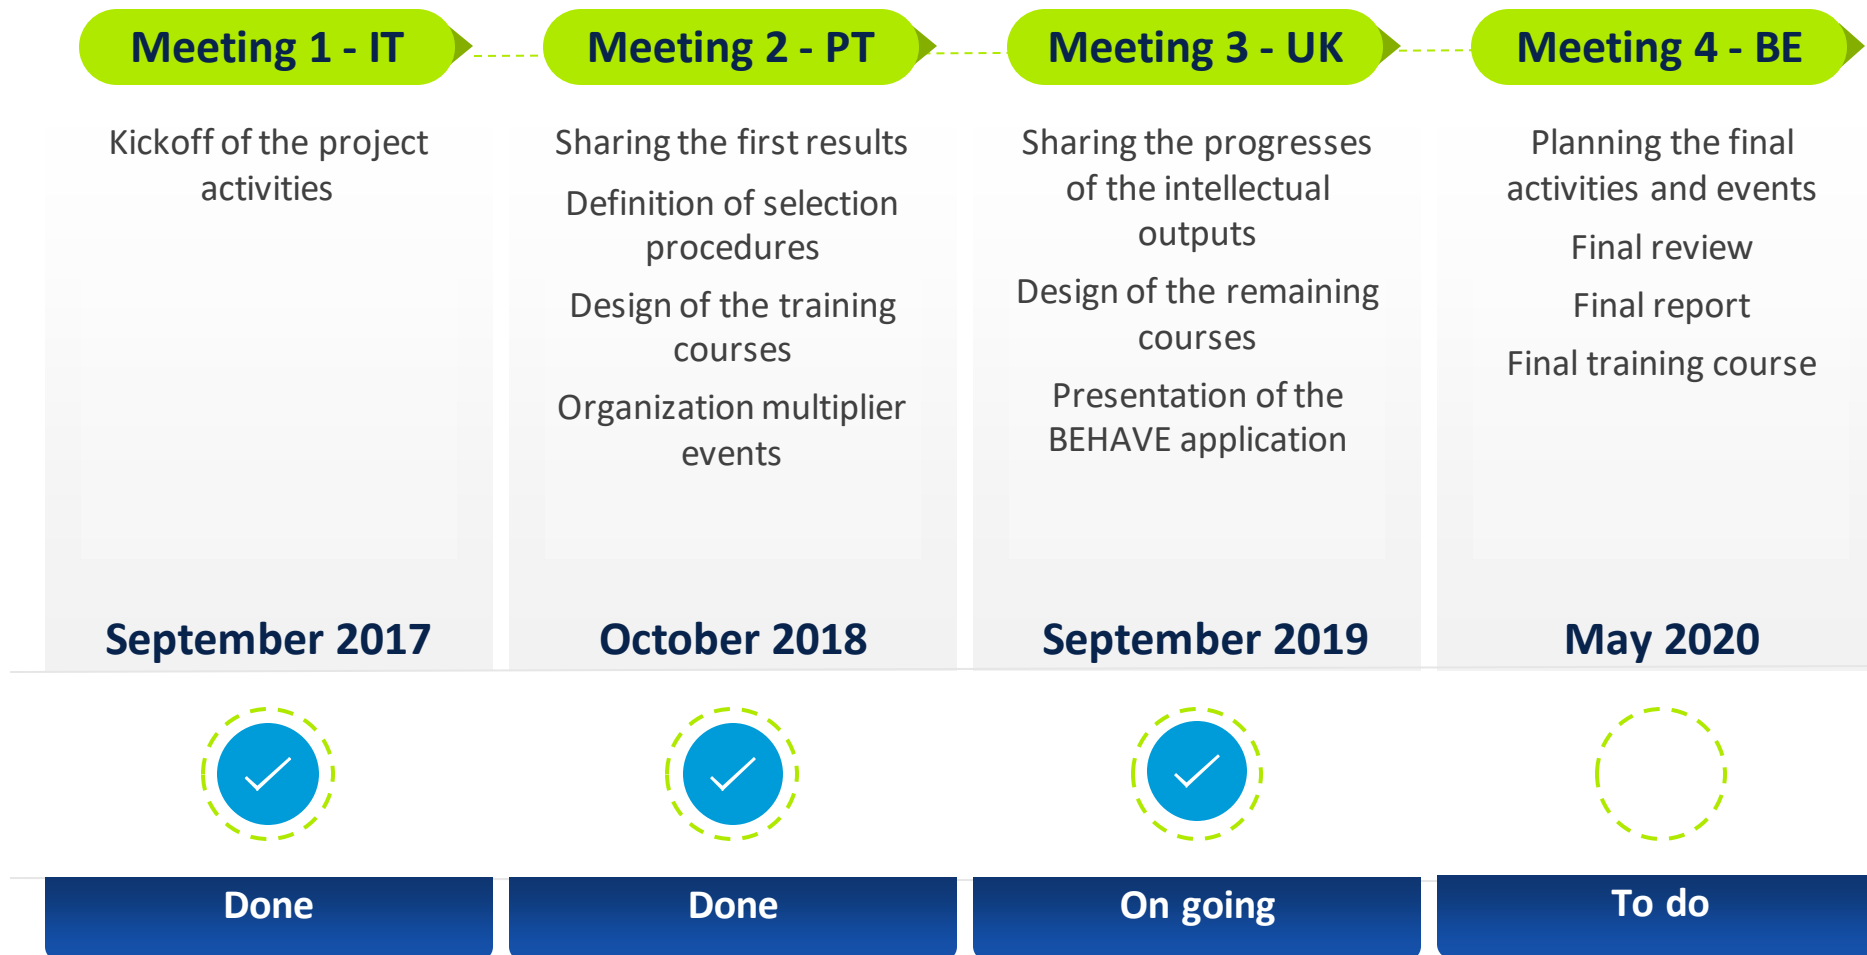 Meeting 1 - IT
Kickoff of the project
activities
September 2017
Done
Meeting 2 - PT
Sharing the first results
Definition of selection
procedures
Design of the training
courses
Organization multiplier
events
October 2018
Done
Meeting 3 - UK
Sharing the progresses
of the intellectual
outputs
Design of the remaining
courses
Presentation of the
BEHAVE application
September 2019
On going
Meeting 4 - BE
Planning the final
activities and events
Final review
Final report
Final training course
May 2020
To do